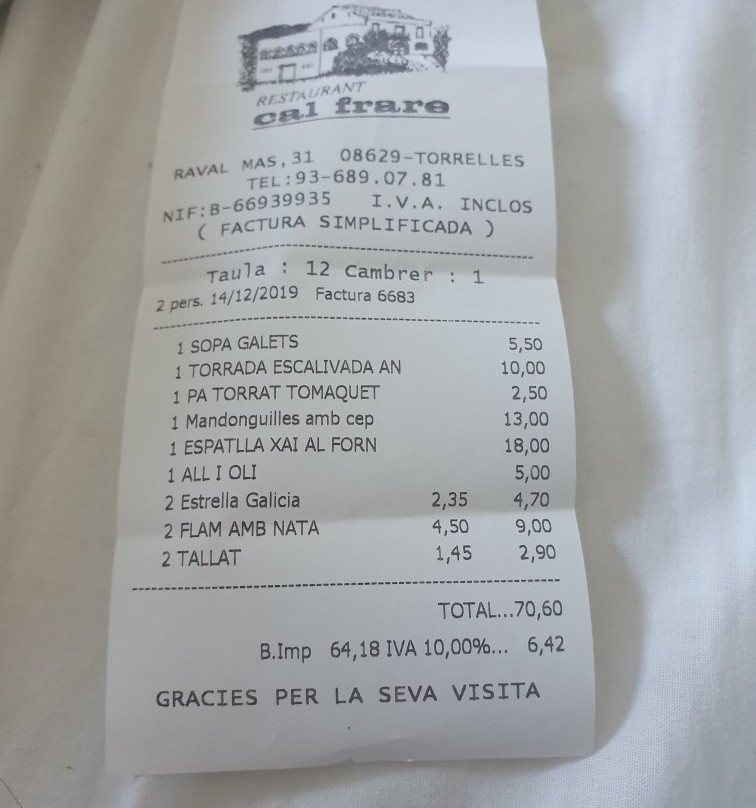 RESTAURANT
cal frare
RAVAL MAS,31 08629-TORRELLES
TEL:93-689.07.81
NIF:B-66939935 I.V.A. INCLOS
( FACTURA SIMPLIFICADA )
Taula : 12 Cambrer : 1
2 pers. 14/12/2019 Factura 6683
1 SOPA GALETS 5,50
1 TORRADA ESCALIVADA AN 10,00
1 PA TORRAT TOMAQUET 2,50
1 Mandonguilles amb cep 13,00
1 ESPATLLA XAI AL FORN 18,00
1 ALL I OLI 5,00
2 Estrella Galicia 2,35 4,70
2 FLAM AMB NATA 4,50 9,00
2 TALLAT 1,45 2,90
TOTAL...70,60
B.Imp 64,18 IVA 10,00%... 6,42
GRACIES PER LA SEVA VISITA